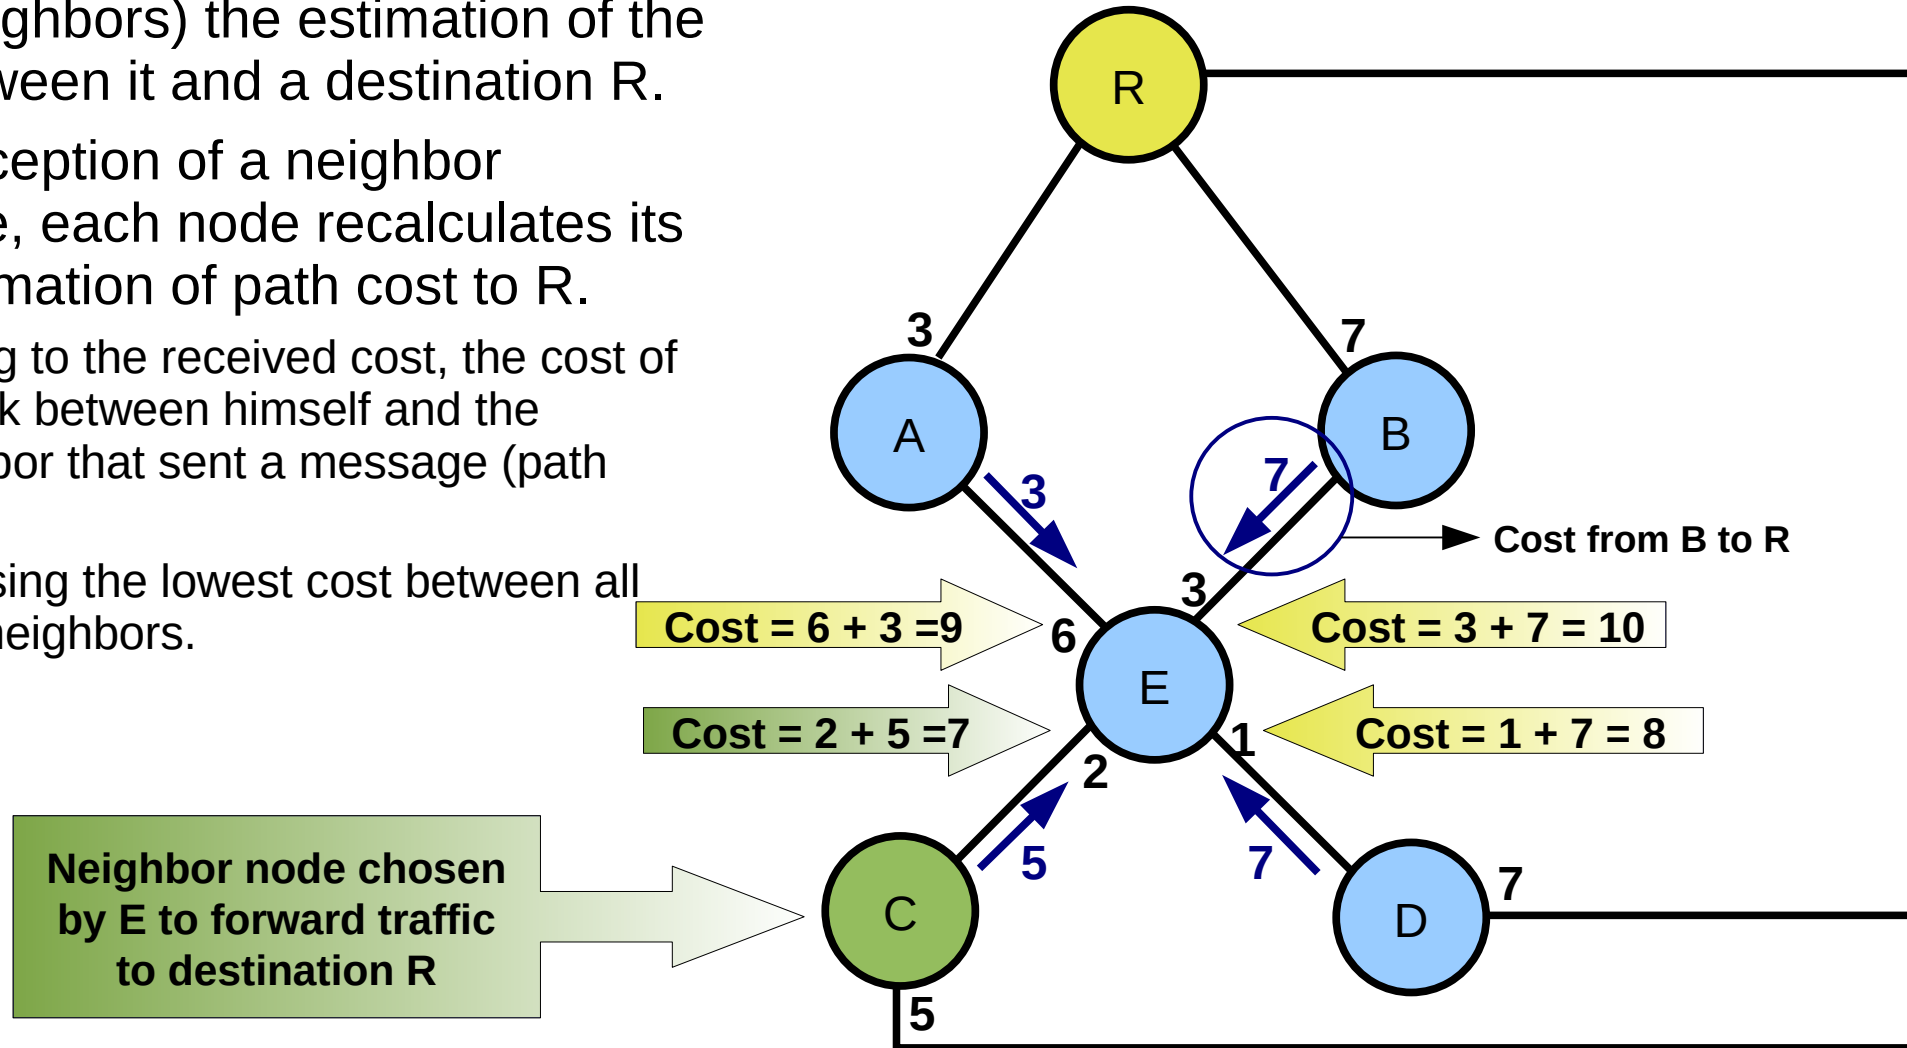 ghbors) the estimation of the
ween it and a destination R.
ception of a neighbor
e, each node recalculates its
mation of path cost to R.
g to the received cost, the cost of
k between himself and the
bor that sent a message (path
sing the lowest cost between all
neighbors.
R
3
7
A
B
3
7
Cost from B to R
3
Cost = 6 + 3 =9
6
Cost = 3 + 7 = 10
E
Cost = 2 + 5 =7
1
Cost = 1 + 7 = 8
2
Neighbor node chosen
by E to forward traffic
to destination R
5
7
C
D
7
5